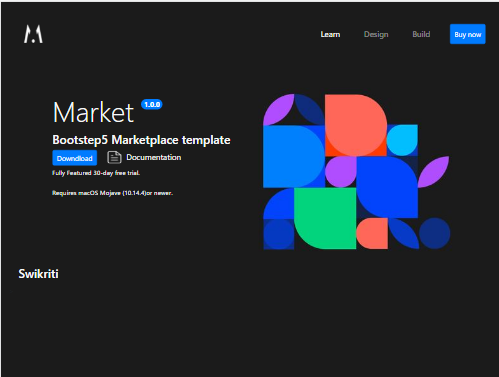 Learn Design Build Buy now
Market 1.0.0
Bootstep5 Marketplace template
Download Documentation
Fully Featured 30-day free trial.
Requires macOS Mojave (10.14.4)or newer.
Swikriti